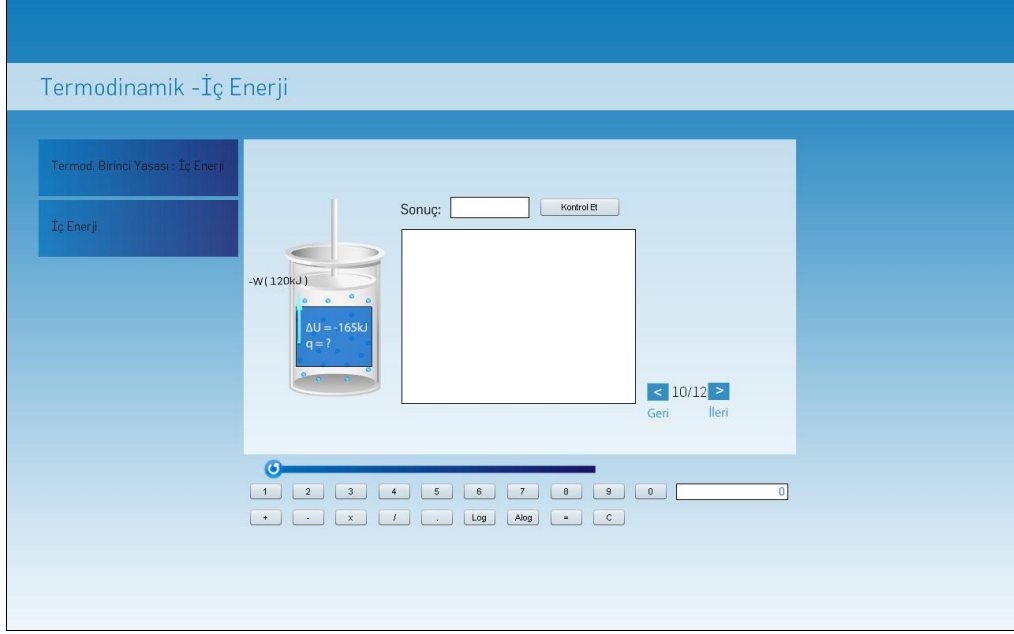 Termodinamik -İç Enerji
Termod. Birinci Yasası : İç Enerji
İç Enerji
Sonuç:
Kontrol Et
-W( 120kJ )
ΔU = -165kJ
q = ?
< 10/12 >
Geri İleri
1 2 3 4 5 6 7 8 9 0 0
+ - x / . Log Alog = C